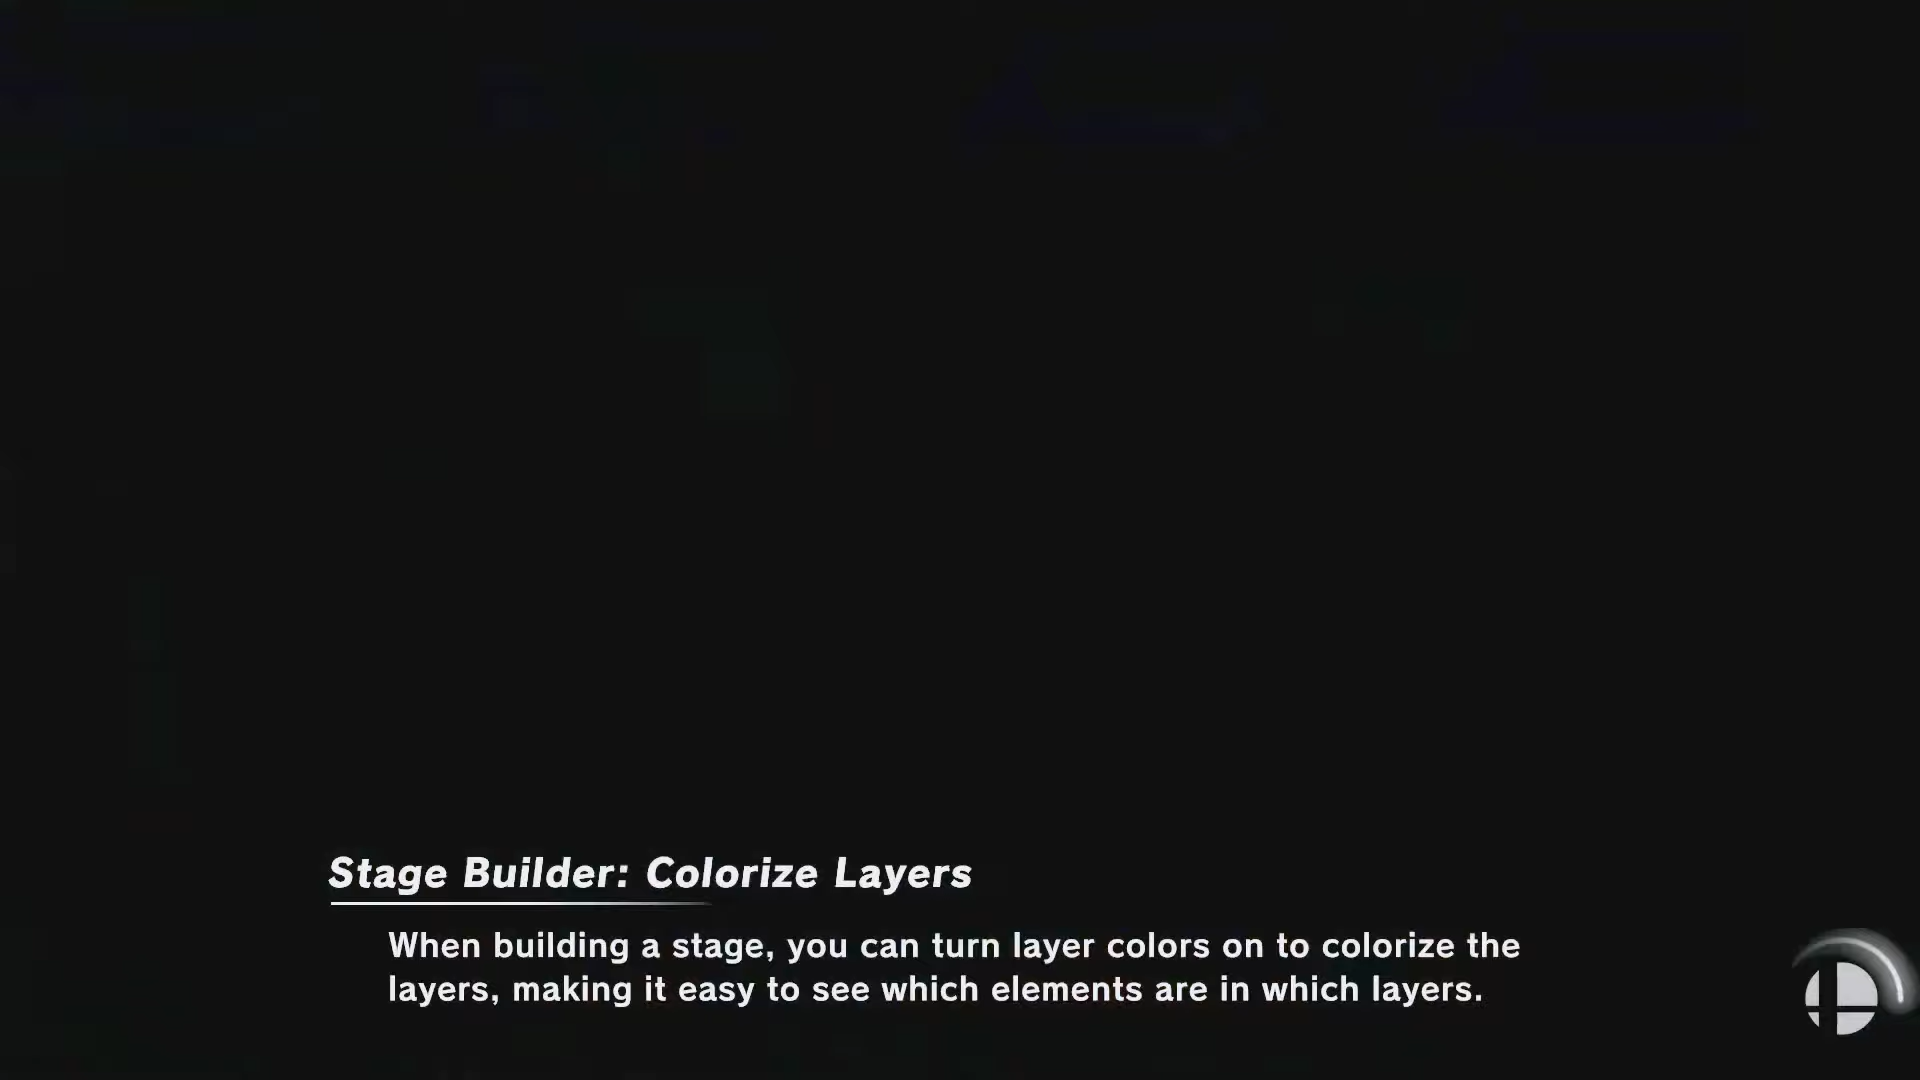 Stage Builder: Colorize Layers
When building a stage, you can turn layer colors on to colorize the
layers, making it easy to see which elements are in which layers.